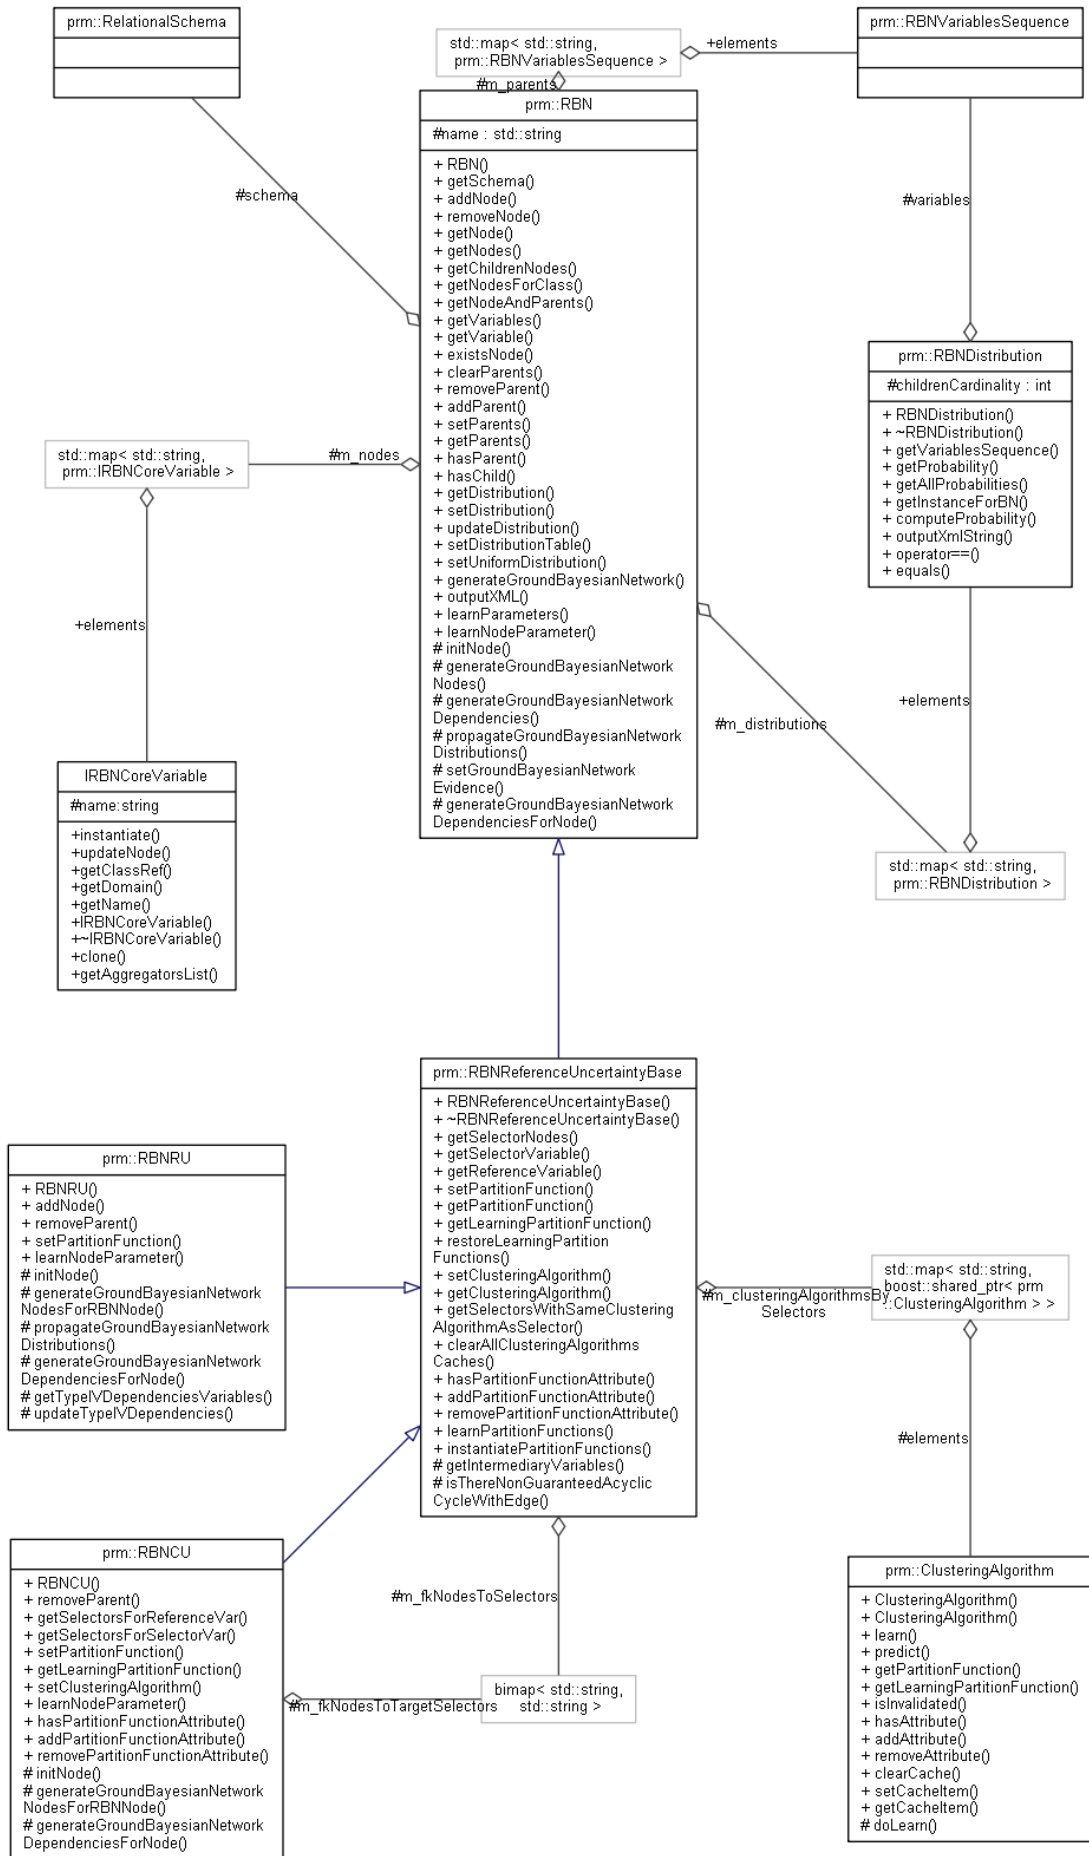 prm::RelationalSchema
std::map< std::string,
prm::RBNVariablesSequence >
+elements
prm::RBNVariablesSequence
#m_parents
prm::RBN
#name : std::string
+ RBN()
+ getSchema()
+ addNode()
+ removeNode()
+ getNode()
+ getNodes()
+ getChildrenNodes()
+ getNodesForClass()
+ getNodeAndParents()
+ getVariables()
+ getVariable()
+ existsNode()
+ clearParents()
+ removeParent()
+ addParent()
+ setParents()
+ getParents()
+ hasParent()
+ hasChild()
+ getDistribution()
+ setDistribution()
+ updateDistribution()
+ setDistributionTable()
+ setUniformDistribution()
+ generateGroundBayesianNetwork()
+ outputXML()
+ learnParameters()
+ learnNodeParameter()
# initNode()
# generateGroundBayesianNetwork
Nodes()
# generateGroundBayesianNetwork
Dependencies()
# propagateGroundBayesianNetwork
Distributions()
# setGroundBayesianNetwork
Evidence()
# generateGroundBayesianNetwork
DependenciesForNode()
#schema
#variables
prm::RBNDistribution
#childrenCardinality : int
+ RBNDistribution()
+ ~RBNDistribution()
+ getVariablesSequence()
+ getProbability()
+ getAllProbabilities()
+ getInstanceForBN()
+ computeProbability()
+ outputXmlString()
+ operator==()
+ equals()
std::map< std::string,
prm::IRBNCoreVariable >
#m_nodes
+elements
+elements
#m_distributions
IRBNCoreVariable
#name:string
+instantiate()
+updateNode()
+getClassRef()
+getDomain()
+getName()
+IRBNCoreVariable()
+~IRBNCoreVariable()
+clone()
+getAggregatorsList()
std::map< std::string,
prm::RBNDistribution >
prm::RBNReferenceUncertaintyBase
+ RBNReferenceUncertaintyBase()
+ ~RBNReferenceUncertaintyBase()
+ getSelectorNodes()
+ getSelectorVariable()
+ getReferenceVariable()
+ setPartitionFunction()
+ getPartitionFunction()
+ getLearningPartitionFunction()
+ restoreLearningPartition
Functions()
+ setClusteringAlgorithm()
+ getClusteringAlgorithm()
+ getSelectorsWithSameClustering
AlgorithmAsSelector()
+ clearAllClusteringAlgorithms
Caches()
+ hasPartitionFunctionAttribute()
+ addPartitionFunctionAttribute()
+ removePartitionFunctionAttribute()
+ learnPartitionFunctions()
+ instantiatePartitionFunctions()
# getIntermediaryVariables()
# isThereNonGuaranteedAcyclic
CycleWithEdge()
prm::RBNRU
+ RBNRU()
+ addNode()
+ removeParent()
+ setPartitionFunction()
+ learnNodeParameter()
# initNode()
# generateGroundBayesianNetwork
NodesForRBNNode()
# propagateGroundBayesianNetwork
Distributions()
# generateGroundBayesianNetwork
DependenciesForNode()
# getTypeIVDependenciesVariables()
# updateTypeIVDependencies()
std::map< std::string,
boost::shared_ptr< prm
::ClusteringAlgorithm > >
#m_clusteringAlgorithmsBy
Selectors
#elements
prm::RBNCU
+ RBNCU()
+ removeParent()
+ getSelectorsForReferenceVar()
+ getSelectorsForSelectorVar()
+ setPartitionFunction()
+ getLearningPartitionFunction()
+ setClusteringAlgorithm()
+ learnNodeParameter()
+ hasPartitionFunctionAttribute()
+ addPartitionFunctionAttribute()
+ removePartitionFunctionAttribute()
# initNode()
# generateGroundBayesianNetwork
NodesForRBNNode()
# generateGroundBayesianNetwork
DependenciesForNode()
#m_fkNodesToSelectors
#m_fkNodesToTargetSelectors
bimap< std::string,
std::string >
prm::ClusteringAlgorithm
+ ClusteringAlgorithm()
+ ClusteringAlgorithm()
+ learn()
+ predict()
+ getPartitionFunction()
+ getLearningPartitionFunction()
+ isInvalidated()
+ hasAttribute()
+ addAttribute()
+ removeAttribute()
+ clearCache()
+ setCacheItem()
+ getCacheItem()
# doLearn()